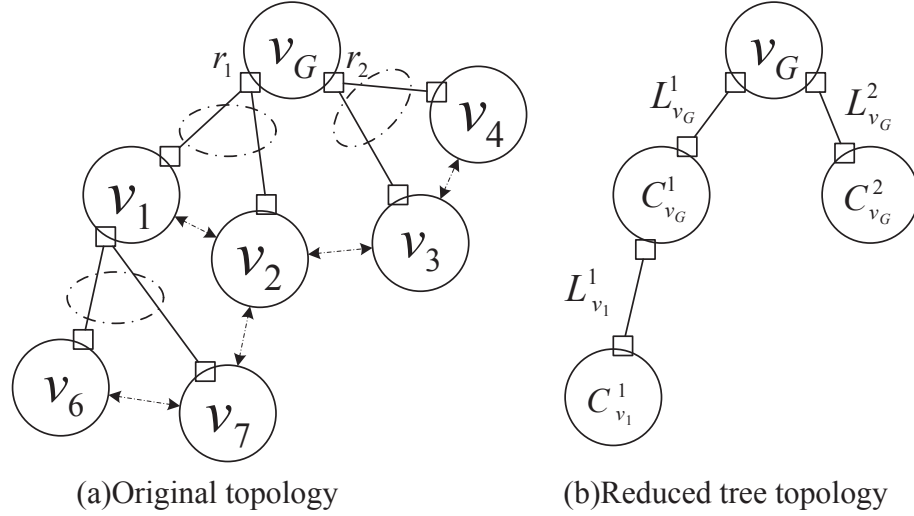 v_G
r_1
r_2
v_4
v_1
v_2
v_3
v_6
v_7
(a)Original topology
v_G
L^1_{v_G}
L^2_{v_G}
C^1_{v_G}
C^2_{v_G}
L^1_{v_1}
C^1_{v_1}
(b)Reduced tree topology